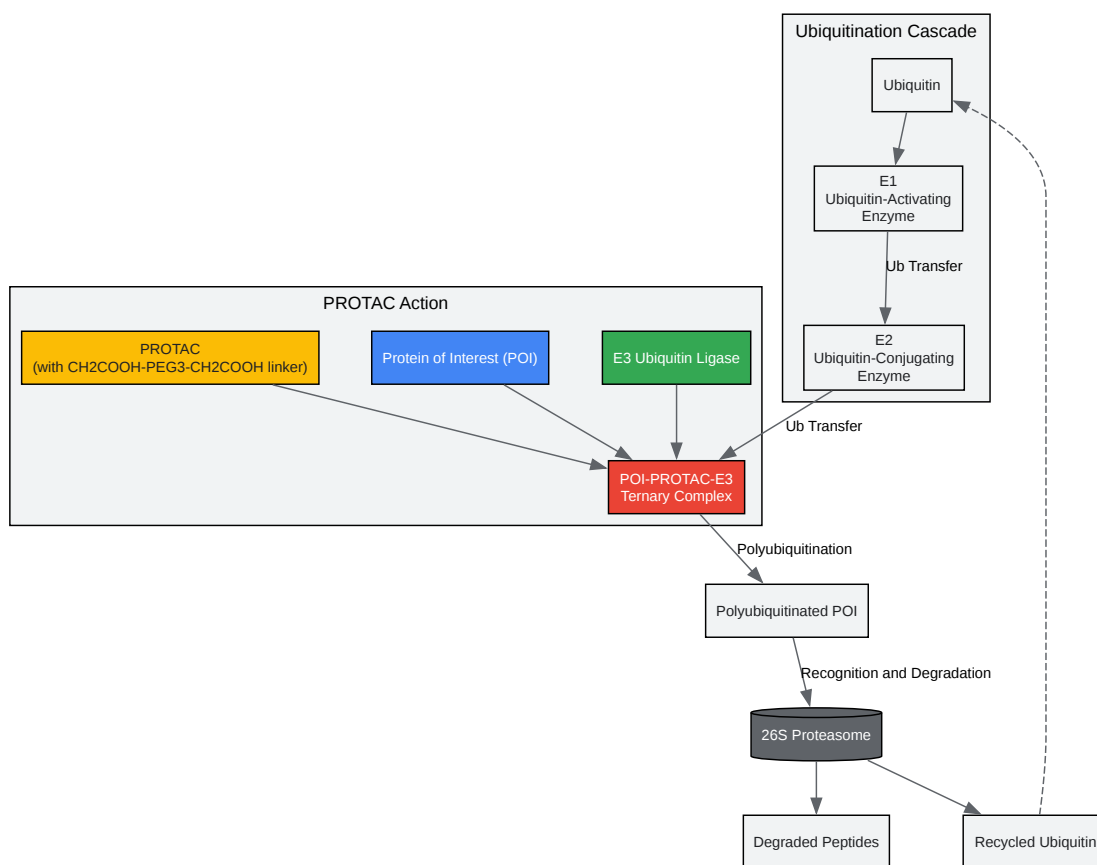 Ubiquitination Cascade
Ubiquitin
E1
Ubiquitin-Activating
Enzyme
Ub Transfer
PROTAC Action
PROTAC
(with CH2COOH-PEG3-CH2COOH linker)
Protein of Interest (POI)
E3 Ubiquitin Ligase
E2
Ubiquitin-Conjugating
Enzyme
Ub Transfer
POI-PROTAC-E3
Ternary Complex
Polyubiquitination
Polyubiquitinated POI
Recognition and Degradation
26S Proteasome
Degraded Peptides
Recycled Ubiquitin